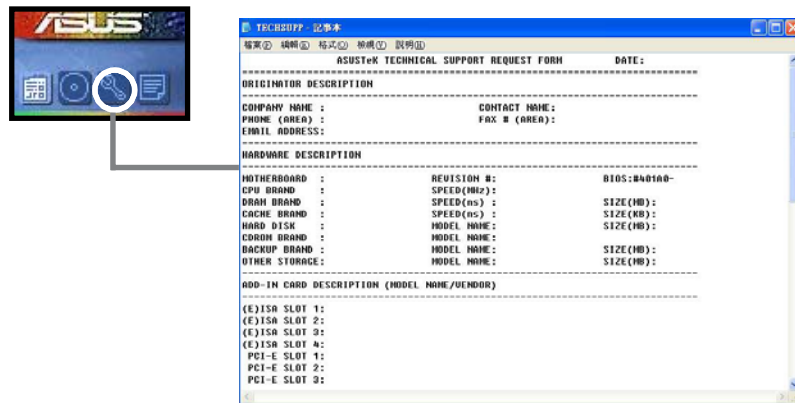 ASUS
TECHSUPP - 記事本
檔案(F) 編輯(E) 格式(O) 檢視(V) 說明(H)
ASUSTeK TECHNICAL SUPPORT REQUEST FORM DATE:
------------------------------------------------------------------------------
ORIGINATOR DESCRIPTION
------------------------------------------------------------------------------
COMPANY NAME : CONTACT NAME:
PHONE (AREA) : FAX # (AREA):
EMAIL ADDRESS:
------------------------------------------------------------------------------
HARDWARE DESCRIPTION
------------------------------------------------------------------------------
MOTHERBOARD : REVISION #: BIOS:#401A0-
CPU BRAND : SPEED(MHz):
DRAM BRAND : SPEED(ns) : SIZE(MB):
CACHE BRAND : SPEED(ns) : SIZE(KB):
HARD DISK : MODEL NAME: SIZE(MB):
CDROM BRAND : MODEL NAME:
BACKUP BRAND : MODEL NAME: SIZE(MB):
OTHER STORAGE: MODEL NAME: SIZE(MB):
------------------------------------------------------------------------------
ADD-IN CARD DESCRIPTION (MODEL NAME/VENDOR)
------------------------------------------------------------------------------
(E)ISA SLOT 1:
(E)ISA SLOT 2:
(E)ISA SLOT 3:
(E)ISA SLOT 4:
PCI-E SLOT 1:
PCI-E SLOT 2:
PCI-E SLOT 3: